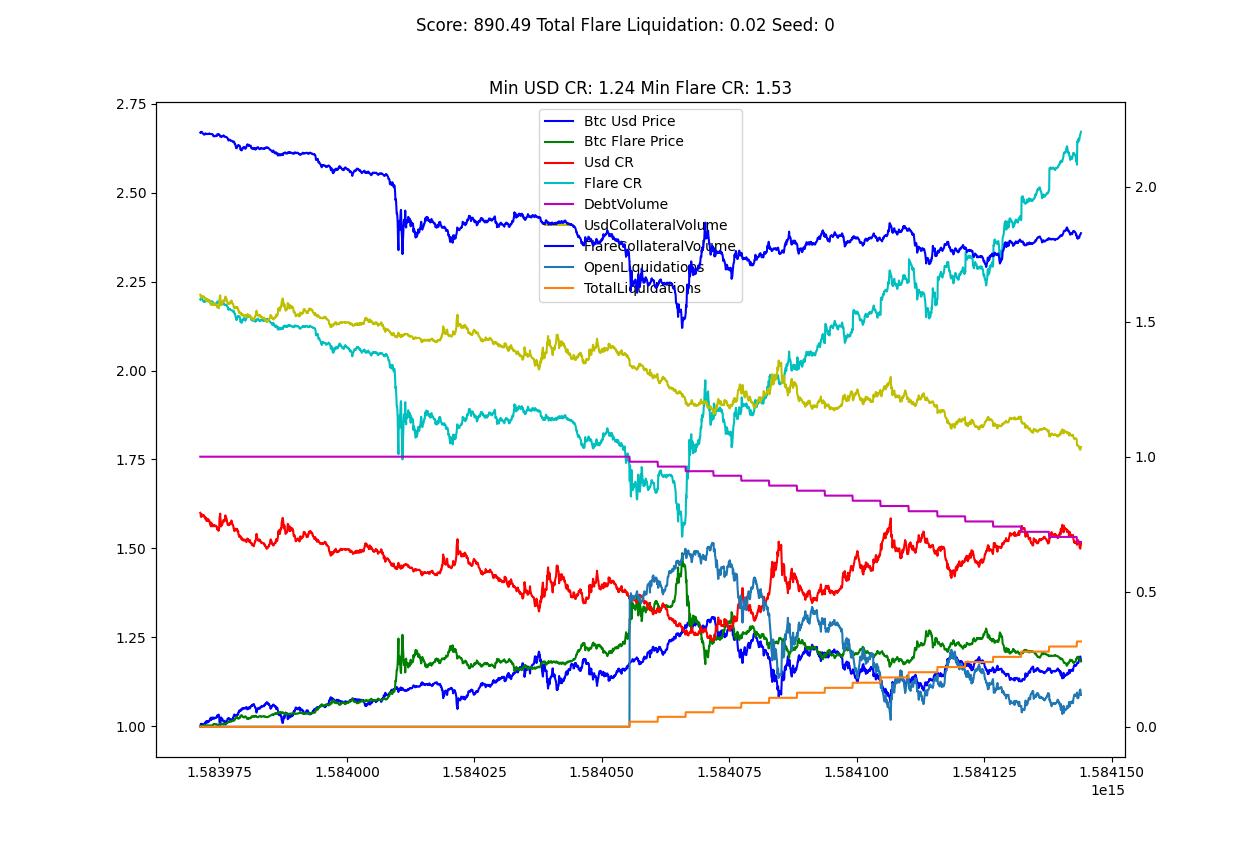 Score: 890.49 Total Flare Liquidation: 0.02 Seed: 0
Min USD CR: 1.24 Min Flare CR: 1.53
Btc Usd Price
Btc Flare Price
Usd CR
Flare CR
DebtVolume
UsdCollateralVolume
FlareCollateralVolume
OpenLiquidations
TotalLiquidations
2.75
2.50
2.25
2.00
1.75
1.50
1.25
1.00
2.0
1.5
1.0
0.5
0.0
1.583975 1.584000 1.584025 1.584050 1.584075 1.584100 1.584125 1.584150
1e15